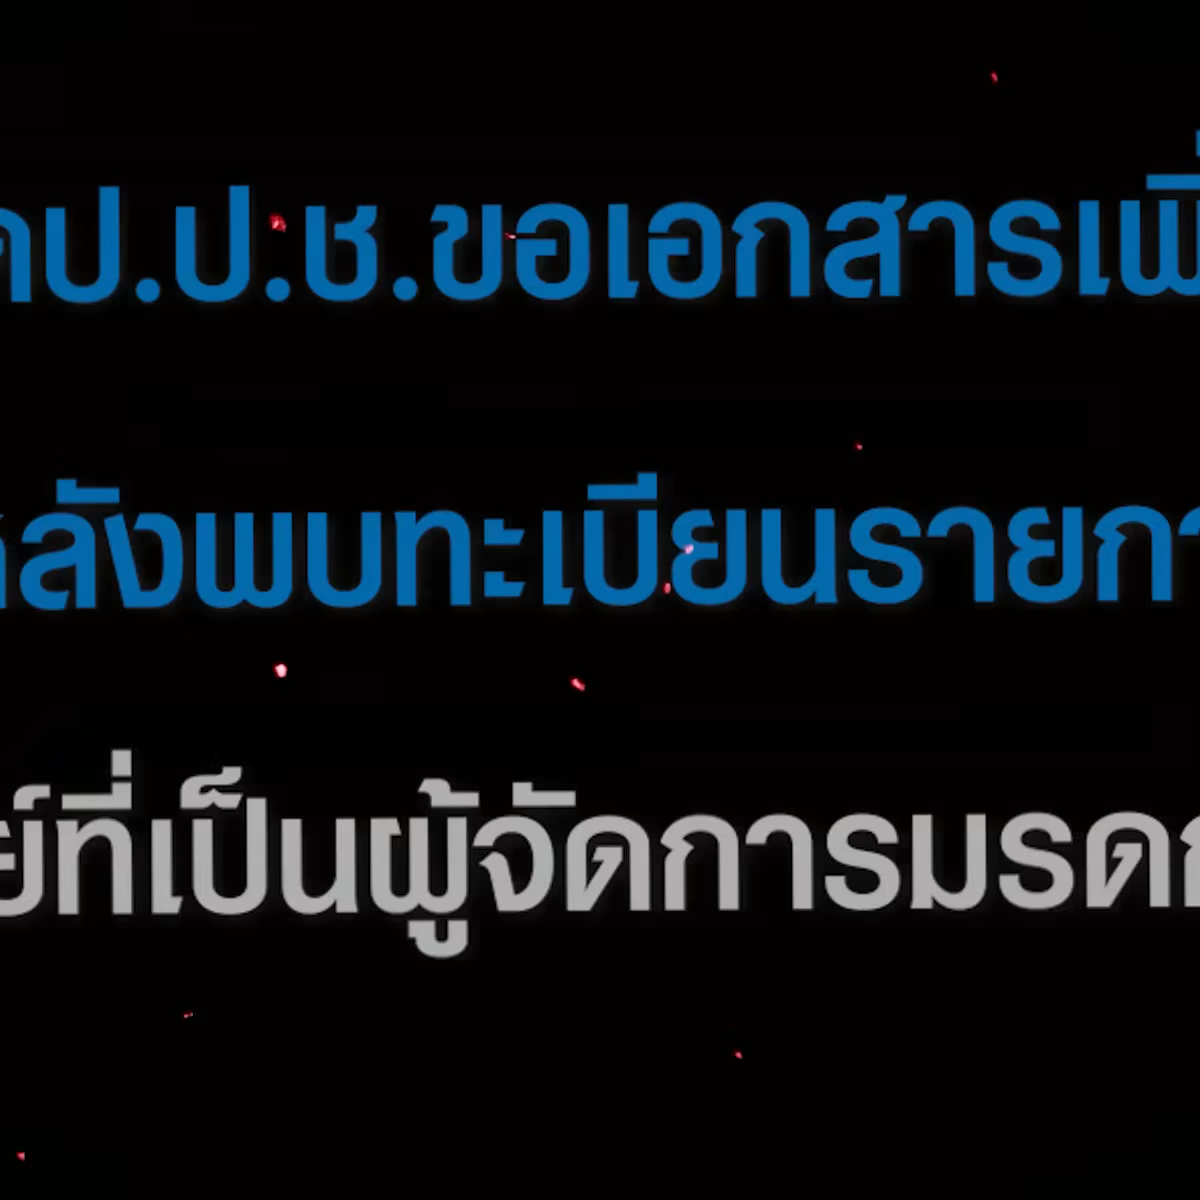 ป.ป.ช.ขอเอกสารเพิ่
หลังพบทะเบียนรายกา
ย์ที่เป็นผู้จัดการมรดก